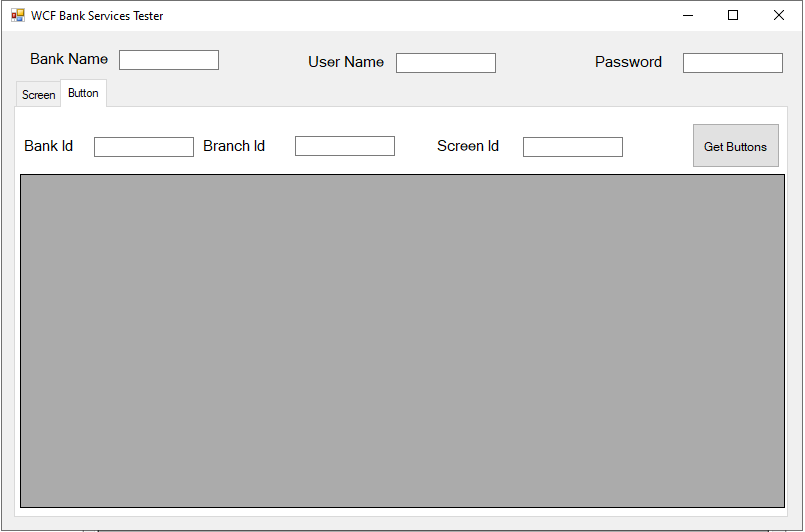 WCF Bank Services Tester
Bank Name User Name Password
Screen Button
Bank Id Branch Id Screen Id Get Buttons